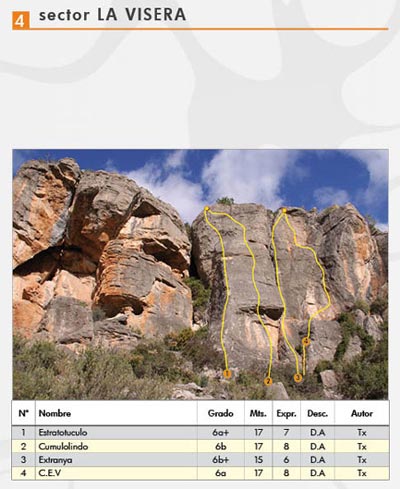 4 sector LA VISERA
1 2 3 4
Nº Nombre Grado Mts. Expr. Desc. Autor
1 Estratotuculo 6a+ 17 7 D.A Tx
2 Cumulolindo 6b 17 8 D.A Tx
3 Extranya 6b+ 15 6 D.A Tx
4 C.E.V 6a 17 8 D.A Tx